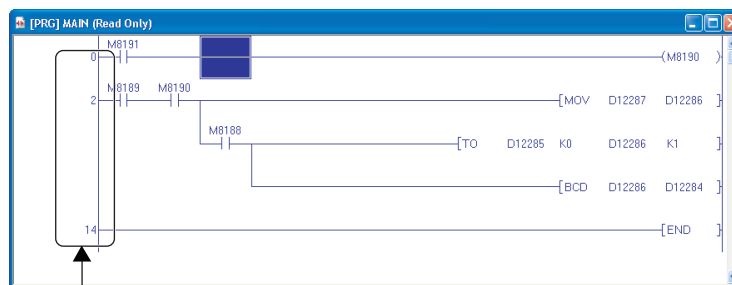 [PRG] MAIN (Read Only)
M8191
0 (M8190 )
M8189 M8190
2 [MOV D12287 D12286 ]
M8188
[TO D12285 K0 D12286 K1 ]
[BCD D12286 D12284 ]
14 [END ]